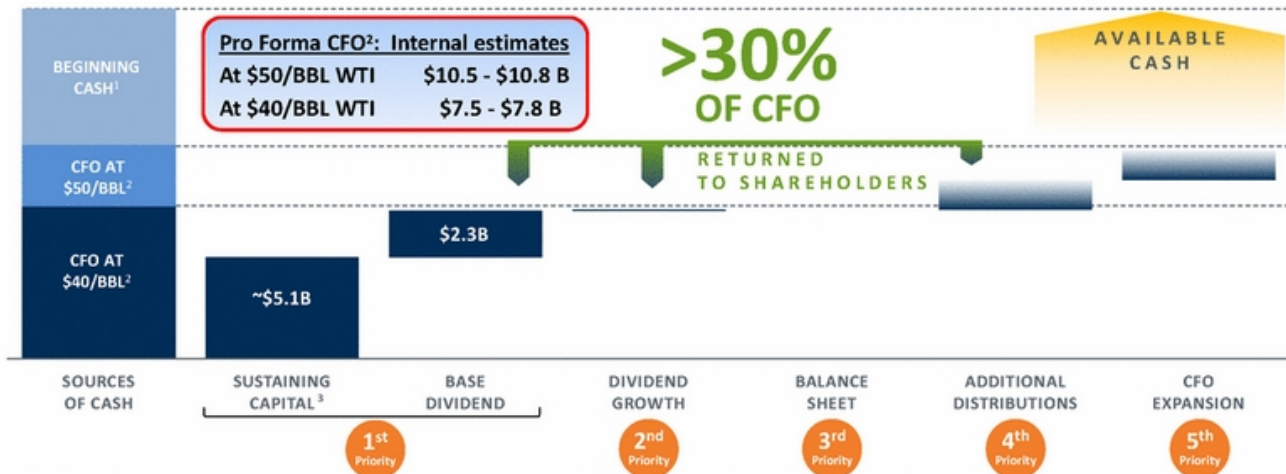 BEGINNING
CASH¹
CFO AT
$50/BBL²
CFO AT
$40/BBL²
Pro Forma CFO²: Internal estimates
At $50/BBL WTI $10.5 - $10.8 B
At $40/BBL WTI $7.5 - $7.8 B
>30%
OF CFO
RETURNED
TO SHAREHOLDERS
AVAILABLE
CASH
~$5.1B
$2.3B
SOURCES
OF CASH
SUSTAINING
CAPITAL³
BASE
DIVIDEND
DIVIDEND
GROWTH
BALANCE
SHEET
ADDITIONAL
DISTRIBUTIONS
CFO
EXPANSION
1st
Priority
2nd
Priority
3rd
Priority
4th
Priority
5th
Priority